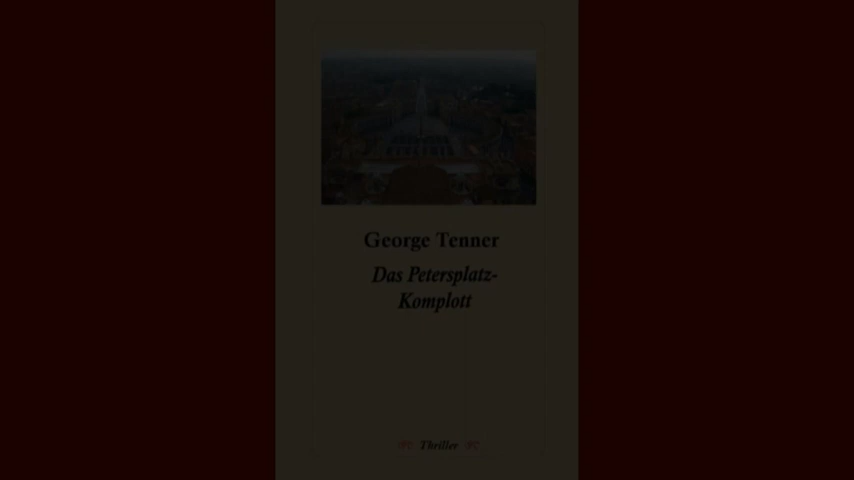 George Tenner
Das Petersplatz-
Komplott
Thriller